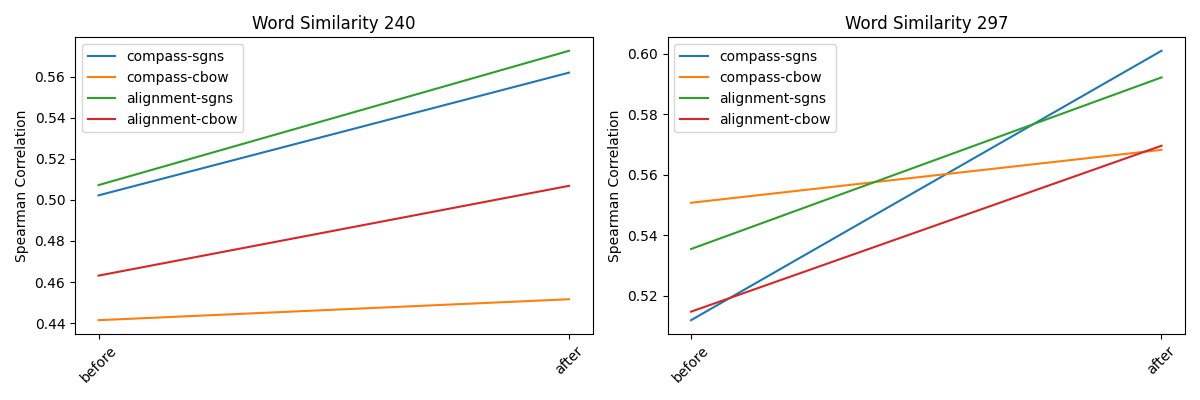 Word Similarity 240
compass-sgns
compass-cbow
alignment-sgns
alignment-cbow
Spearman Correlation
0.56
0.54
0.52
0.50
0.48
0.46
0.44
before
after
Word Similarity 297
compass-sgns
compass-cbow
alignment-sgns
alignment-cbow
Spearman Correlation
0.60
0.58
0.56
0.54
0.52
before
after